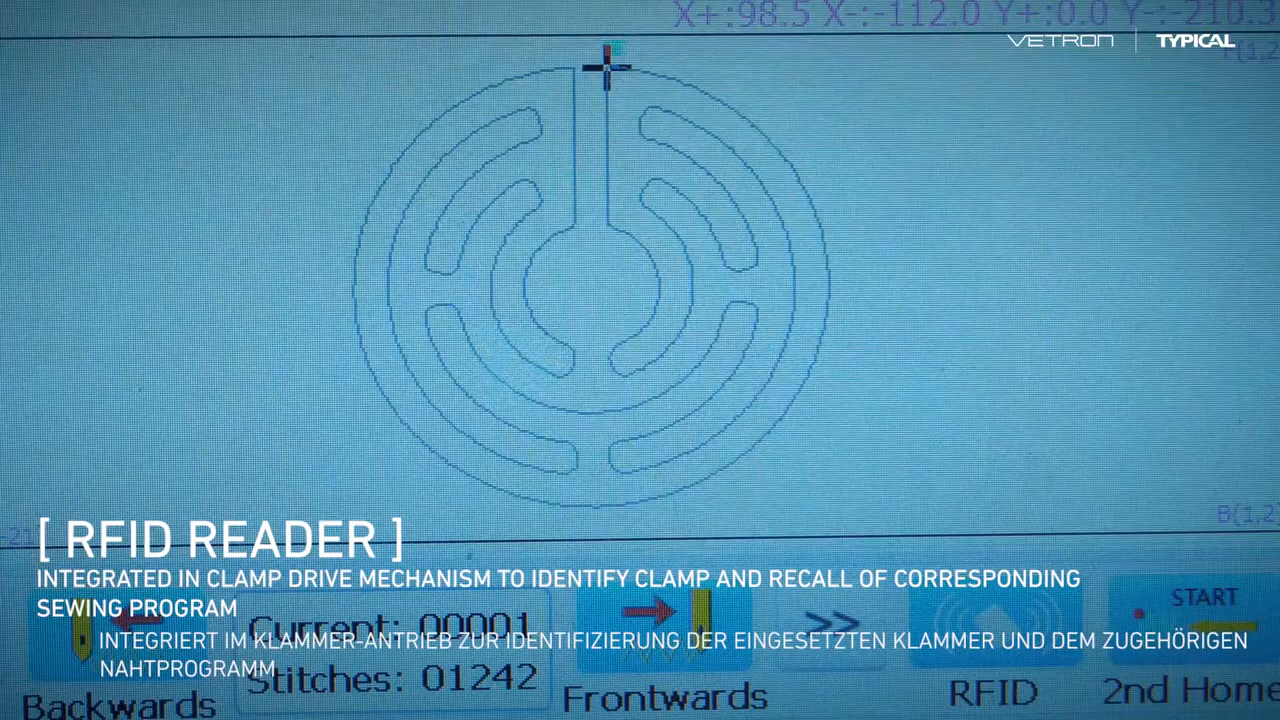 X+:98.5 X-:-112.0 Y+:0.0 Y-:-210.3
VETRON | TYPICAL
[ RFID READER ]
INTEGRATED IN CLAMP DRIVE MECHANISM TO IDENTIFY CLAMP AND RECALL OF CORRESPONDING
SEWING PROGRAM
INTEGRIERT IM KLAMMER-ANTRIEB ZUR IDENTIFIZIERUNG DER EINGESETZTEN KLAMMER UND DEM ZUGEHÖRIGEN
NAHTPROGRAMM
Current: 00001
Stitches: 01242
>>
START
Backwards
Frontwards
RFID
2nd Home